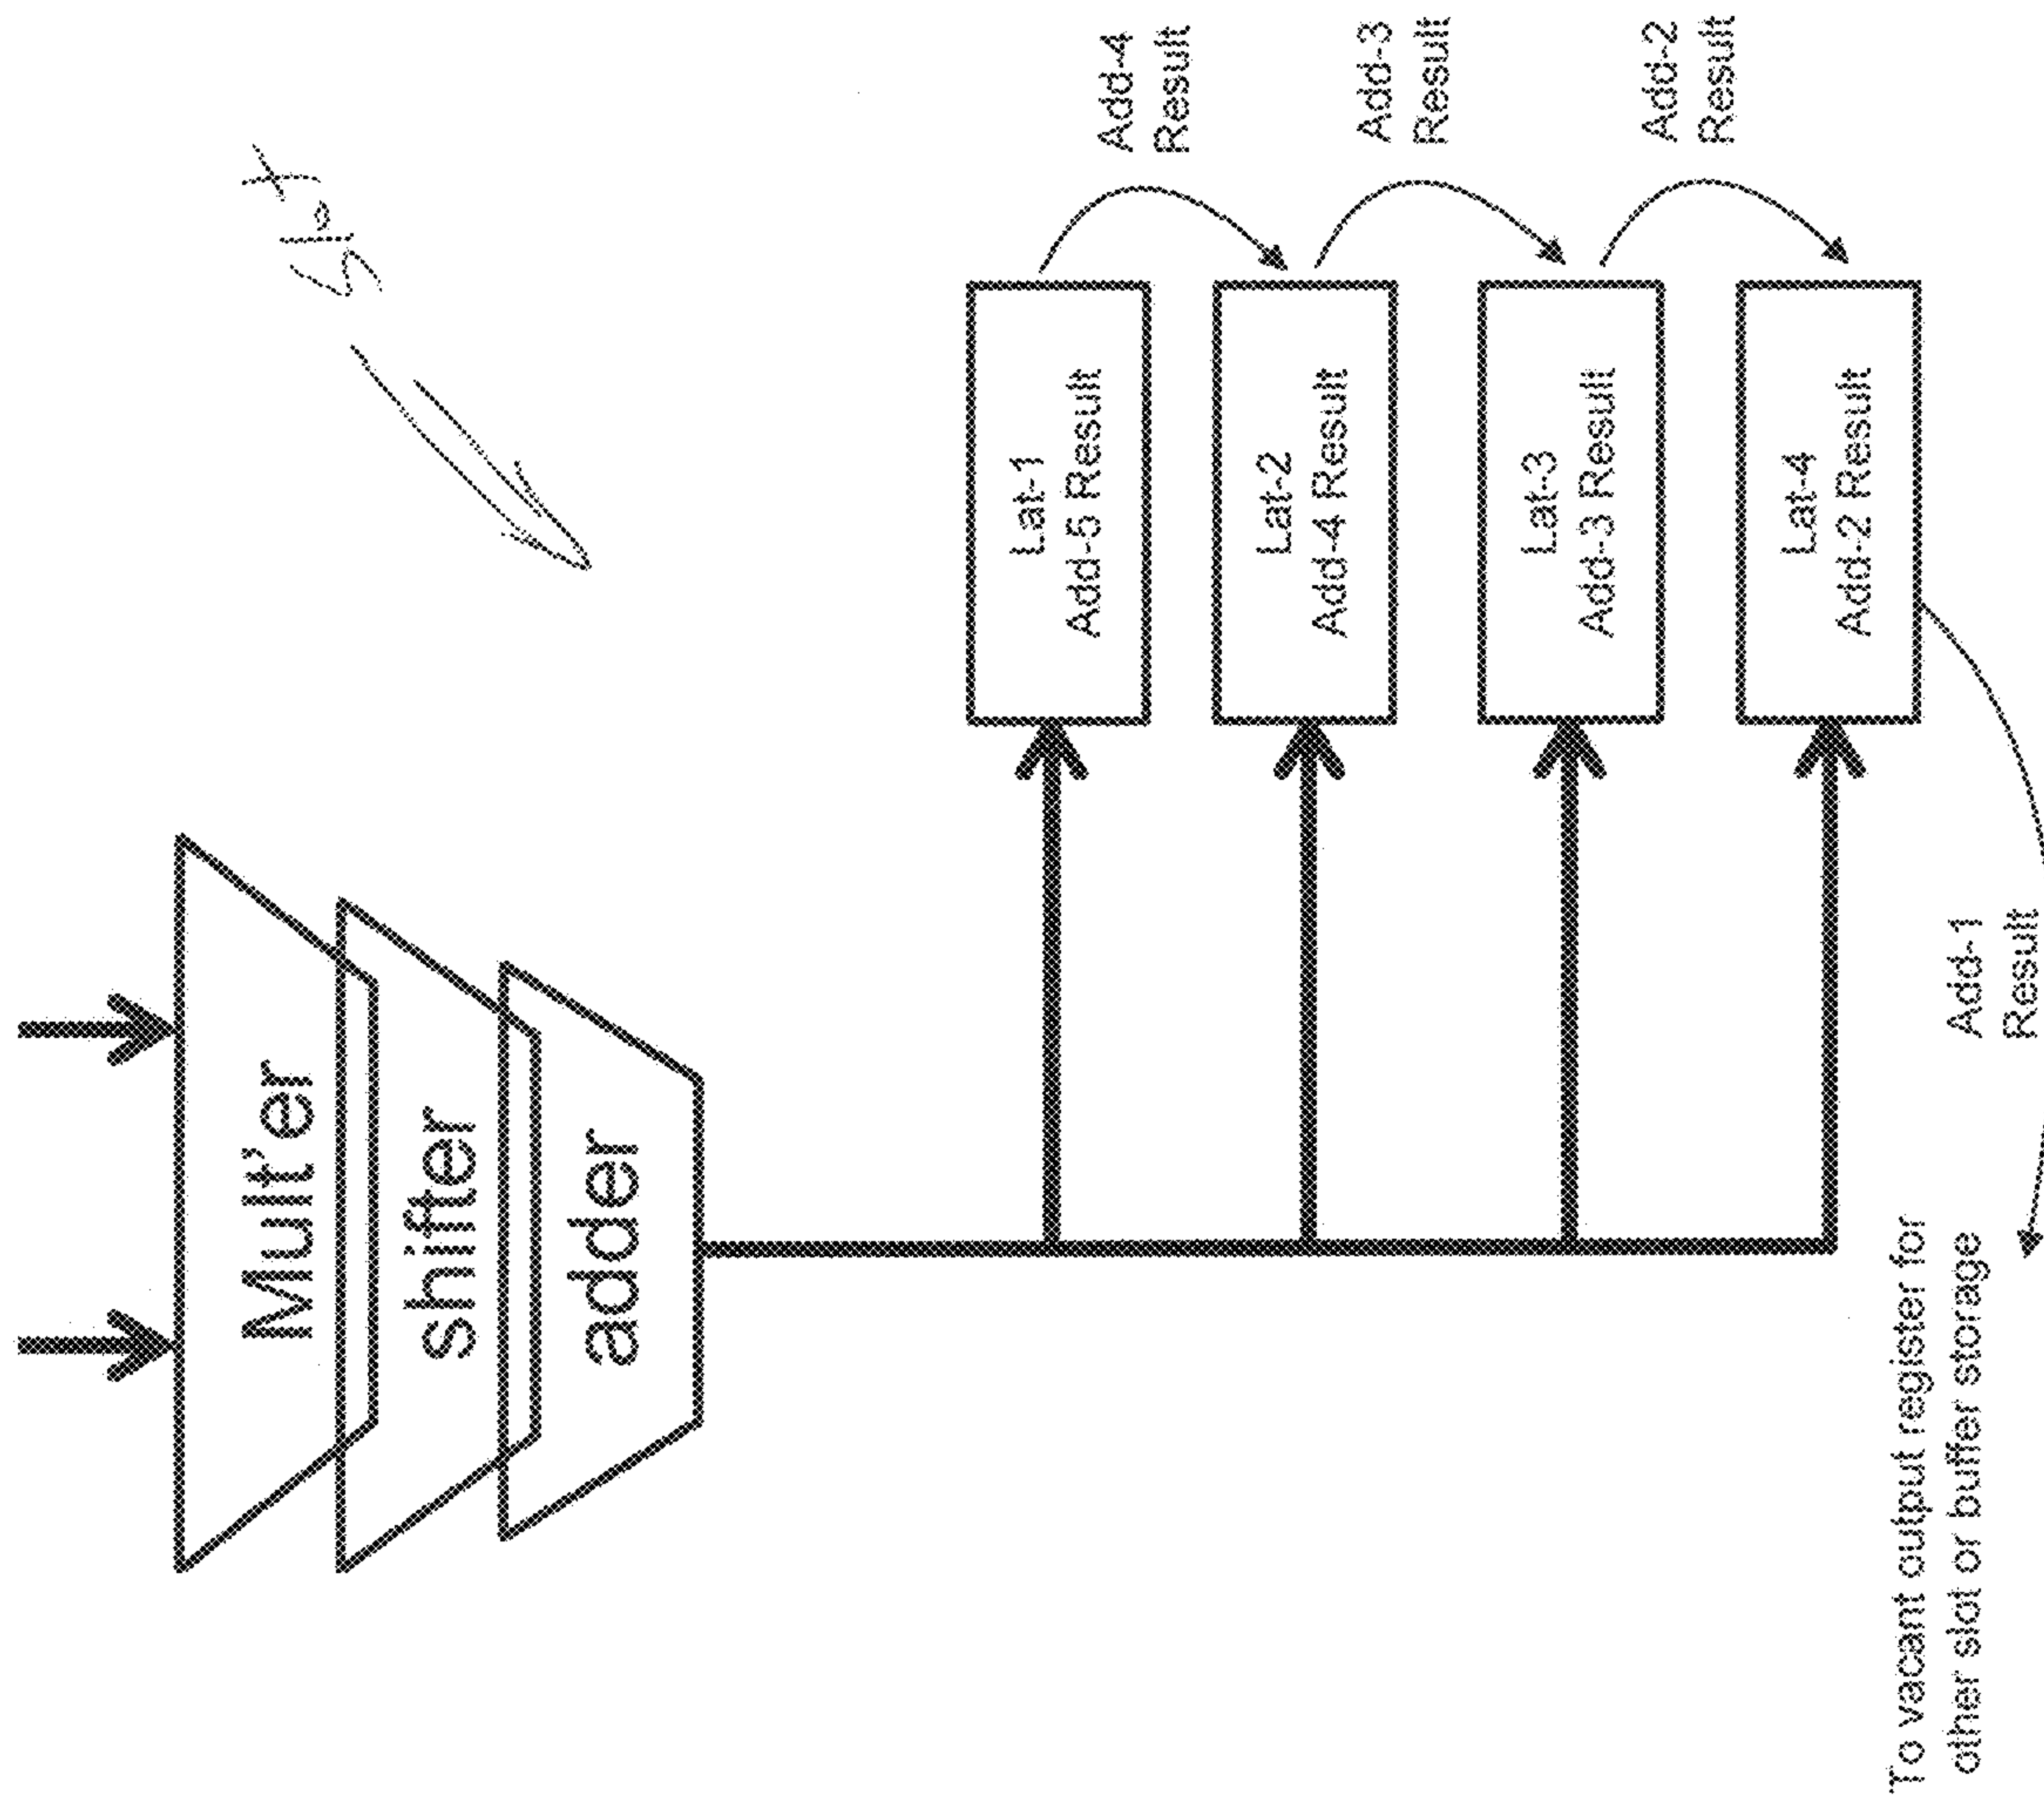 Mult'er
shifter
adder
Lat-1
Add-5 Result
Lat-2
Add-4 Result
Lat-3
Add-3 Result
Lat-4
Add-2 Result
Add-4
Result
Add-3
Result
Add-2
Result
Add-1
Result
To vacant output register for
other slot or buffer storage